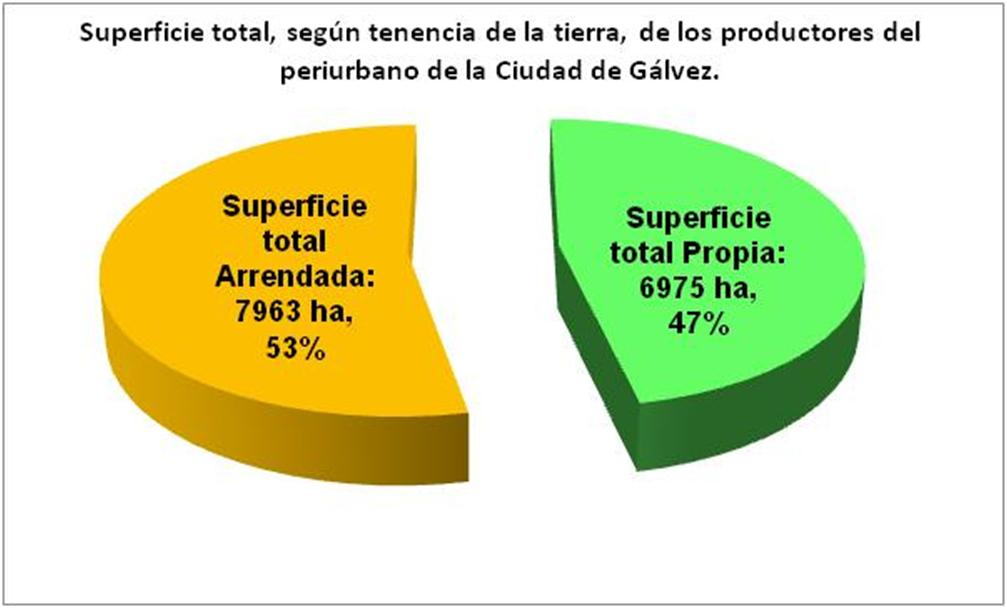 Superficie total, según tenencia de la tierra, de los productores del
periurbano de la Ciudad de Gálvez.
Superficie
total
Arrendada:
7963 ha,
53%
Superficie
total Propia:
6975 ha,
47%